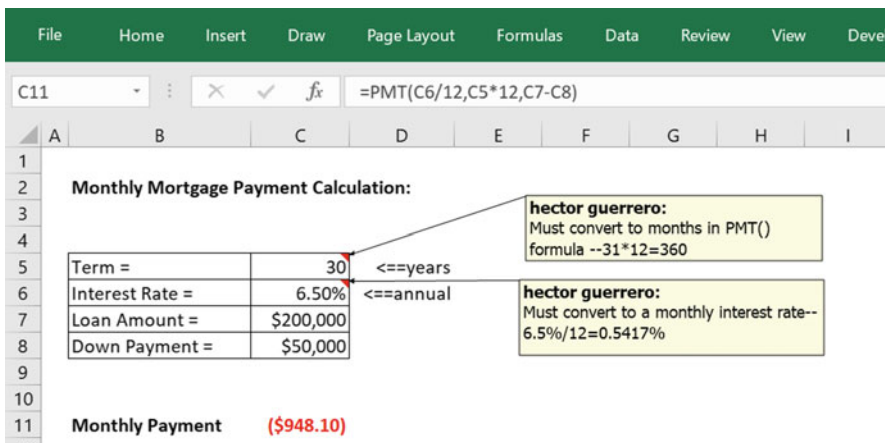 File Home Insert Draw Page Layout Formulas Data Review View Deve
C11 fx =PMT(C6/12,C5*12,C7-C8)
A B C D E F G H I
1
2 Monthly Mortgage Payment Calculation:
3 hector guerrero:
Must convert to months in PMT()
4 formula --31*12=360
5 Term = 30 <==years
6 Interest Rate = 6.50% <==annual hector guerrero:
7 Loan Amount = $200,000 Must convert to a monthly interest rate--
8 Down Payment = $50,000 6.5%/12=0.5417%
9
10
11 Monthly Payment ($948.10)